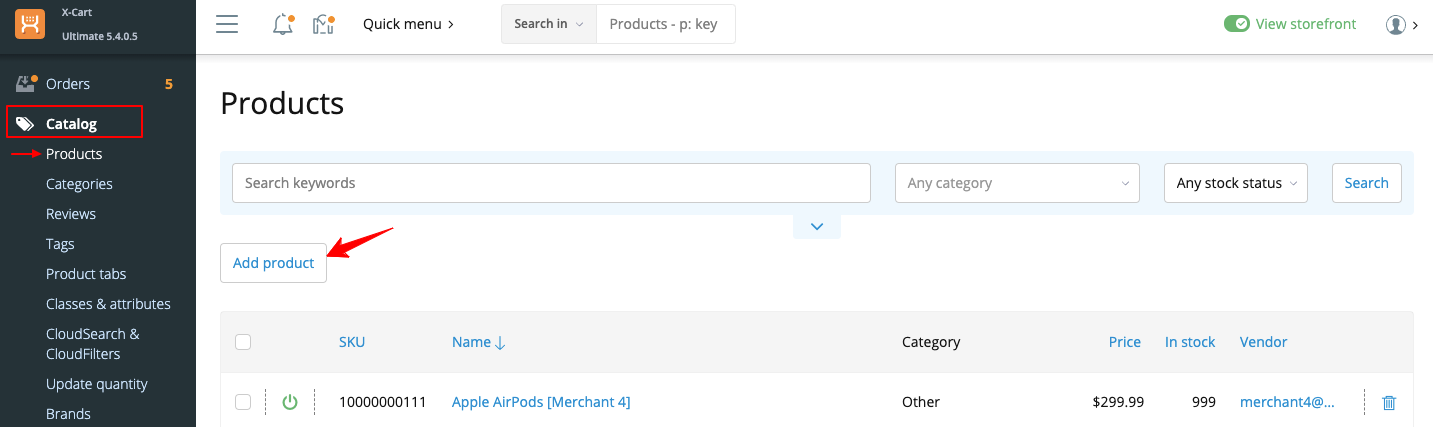 X-Cart
Ultimate 5.4.0.5
Quick menu
Search in
Products - p: key
View storefront
Orders 5
Catalog
Products
Categories
Reviews
Tags
Product tabs
Classes & attributes
CloudSearch &
CloudFilters
Update quantity
Brands
Products
Search keywords
Any category
Any stock status
Search
Add product
SKU Name Category Price In stock Vendor
10000000111 Apple AirPods [Merchant 4] Other $299.99 999 merchant4@...